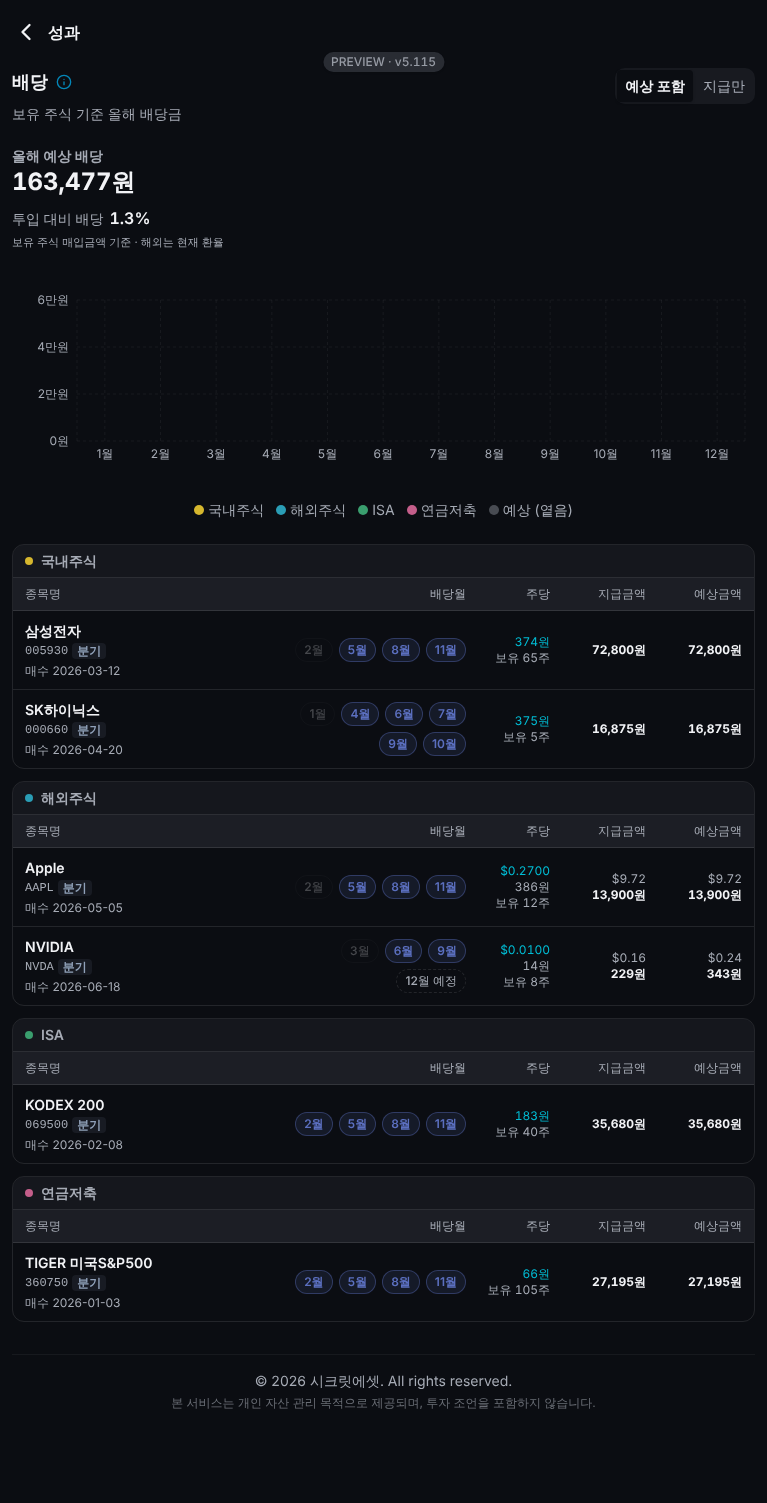 성과
PREVIEW · v5.115
배당
예상 포함 지급만
보유 주식 기준 올해 배당금
올해 예상 배당
163,477원
투입 대비 배당 1.3%
보유 주식 매입금액 기준 · 해외는 현재 환율
6만원
4만원
2만원
0원
1월 2월 3월 4월 5월 6월 7월 8월 9월 10월 11월 12월
국내주식 해외주식 ISA 연금저축 예상 (옅음)
국내주식
종목명 배당월 주당 지급금액 예상금액
삼성전자
005930 분기
매수 2026-03-12
2월 5월 8월 11월
374원
보유 65주
72,800원 72,800원
SK하이닉스
000660 분기
매수 2026-04-20
1월 4월 6월 7월
9월 10월
375원
보유 5주
16,875원 16,875원
해외주식
종목명 배당월 주당 지급금액 예상금액
Apple
AAPL 분기
매수 2026-05-05
2월 5월 8월 11월
$0.2700
386원
보유 12주
$9.72
13,900원
$9.72
13,900원
NVIDIA
NVDA 분기
매수 2026-06-18
3월 6월 9월
12월 예정
$0.0100
14원
보유 8주
$0.16
229원
$0.24
343원
ISA
종목명 배당월 주당 지급금액 예상금액
KODEX 200
069500 분기
매수 2026-02-08
2월 5월 8월 11월
183원
보유 40주
35,680원 35,680원
연금저축
종목명 배당월 주당 지급금액 예상금액
TIGER 미국S&P500
360750 분기
매수 2026-01-03
2월 5월 8월 11월
66원
보유 105주
27,195원 27,195원
© 2026 시크릿에셋. All rights reserved.
본 서비스는 개인 자산 관리 목적으로 제공되며, 투자 조언을 포함하지 않습니다.